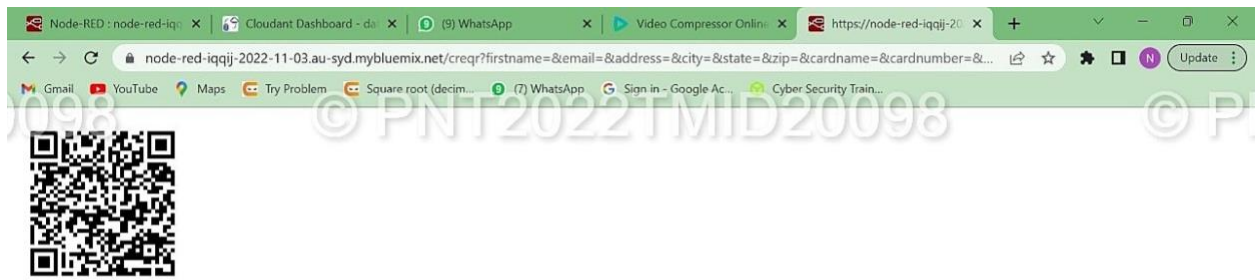 Node-RED : node-red-iqq
Cloudant Dashboard - da
(9) WhatsApp
Video Compressor Online
https://node-red-iqqij-20
node-red-iqqij-2022-11-03.au-syd.mybluemix.net/creqr?firstname=&email=&address=&city=&state=&zip=&cardname=&cardnumber=&...
Update
Gmail
YouTube
Maps
Try Problem
Square root (decim...
(7) WhatsApp
Sign in - Google Ac...
Cyber Security Train...
0098
© PNT2022TMID20098
© P